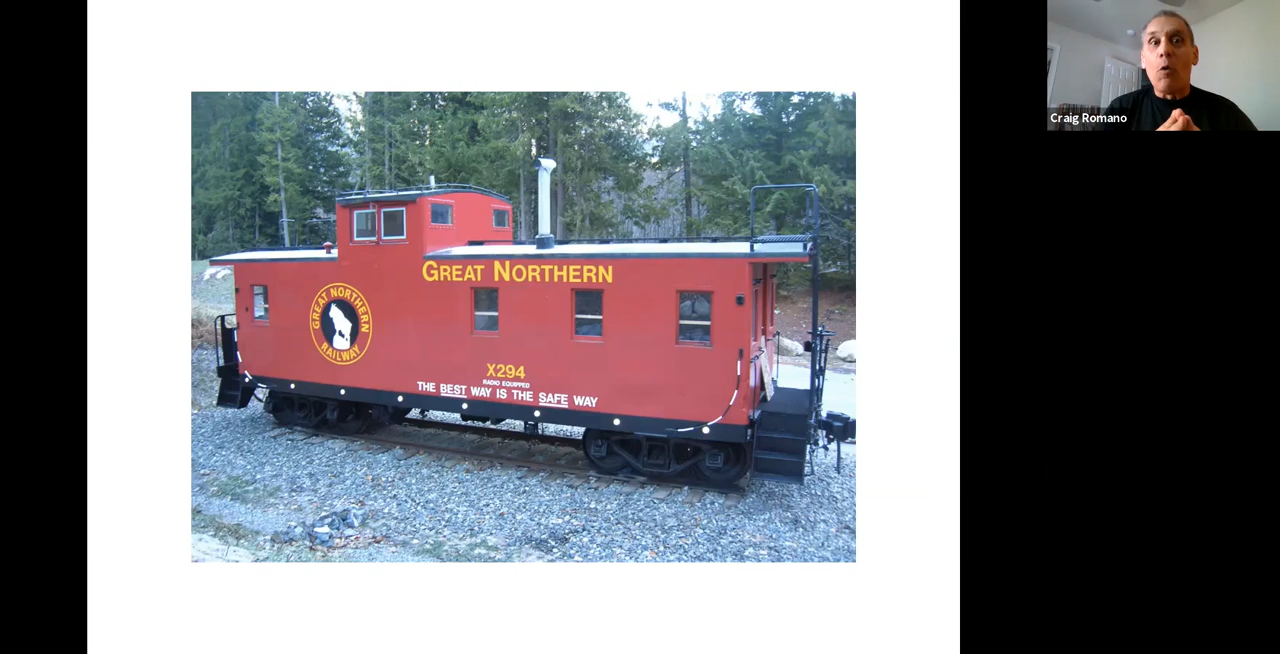 Craig Romano
GREAT NORTHERN
GREAT NORTHERN
RAILWAY
X294
RADIO EQUIPPED
THE BEST WAY IS THE SAFE WAY